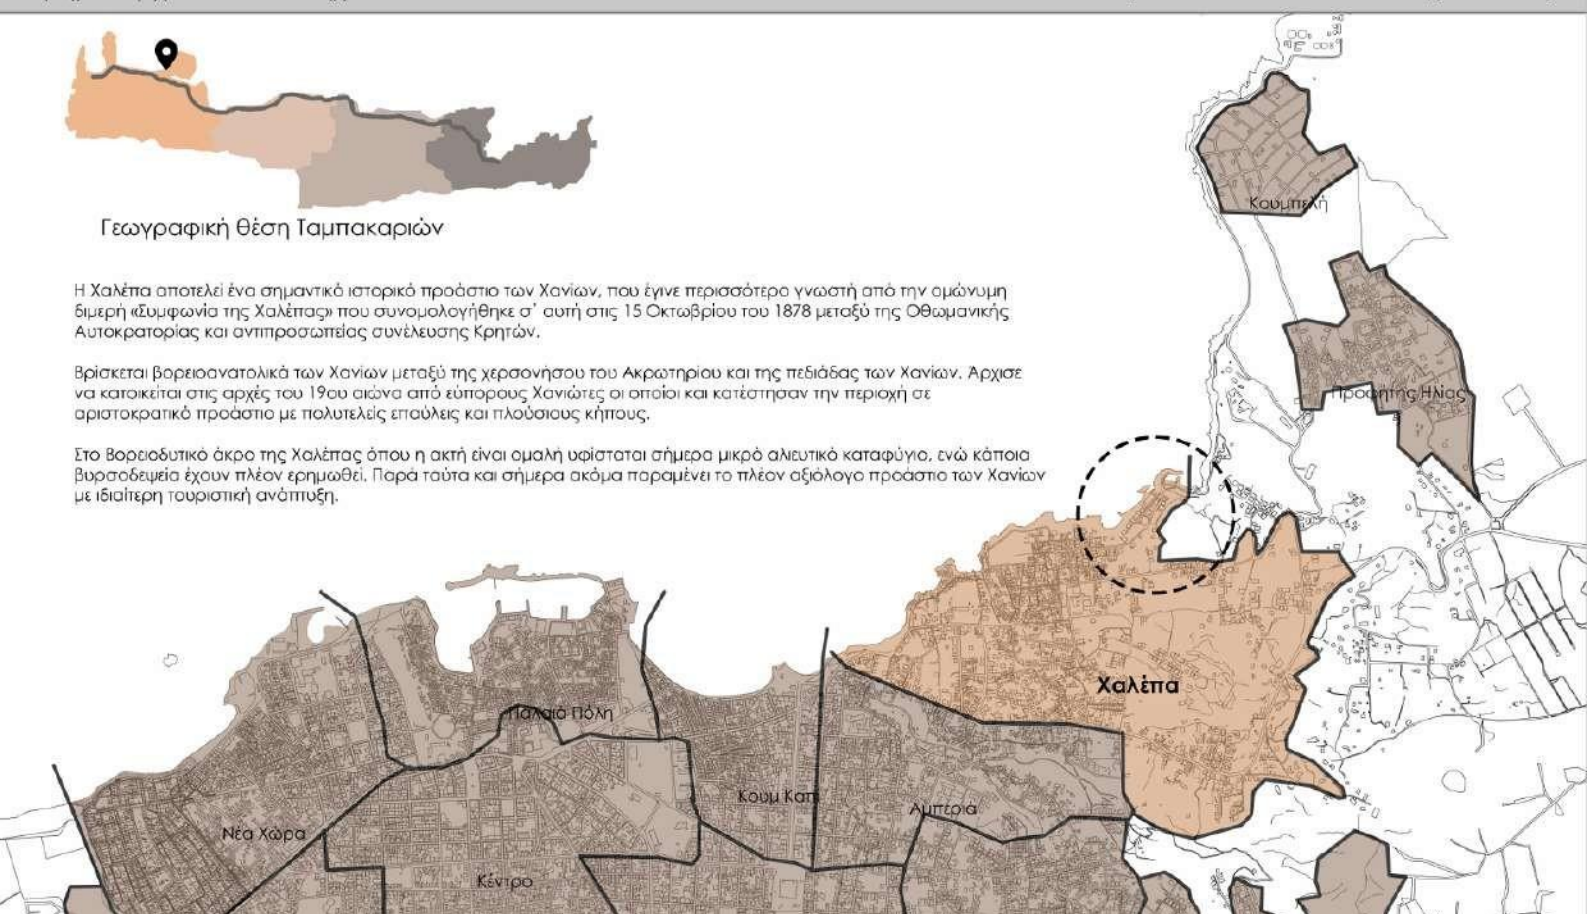 Γεωγραφική θέση Ταμπακαριών
Η Χαλέπα αποτελεί ένα σημαντικό ιστορικό προάστιο των Χανίων, που έγινε περισσότερο γνωστή από την ομώνυμη
διμερή «Συμφωνία της Χαλέπας» που συνομολογήθηκε σ' αυτή στις 15 Οκτωβρίου του 1878 μεταξύ της Οθωμανικής
Αυτοκρατορίας και αντιπροσωπείας συνέλευσης Κρητών.
Βρίσκεται βορειοανατολικά των Χανίων μεταξύ της χερσονήσου του Ακρωτηρίου και της πεδιάδας των Χανίων. Άρχισε
να κατοικείται στις αρχές του 19ου αιώνα από εύπορους Χανιώτες οι οποίοι και κατέστησαν την περιοχή σε
αριστοκρατικό προάστιο με πολυτελείς επαύλεις και πλούσιους κήπους.
Στο Βορειοδυτικό άκρο της Χαλέπας όπου η ακτή είναι ομαλή υφίσταται σήμερα μικρό αλιευτικό καταφύγιο, ενώ κάποια
βυρσοδεψεία έχουν πλέον ερημωθεί. Παρά ταύτα και σήμερα ακόμα παραμένει το πλέον αξιόλογο προάστιο των Χανίων
με ιδιαίτερη τουριστική ανάπτυξη.
Κουμπελή
Προφήτης Ηλίας
Χαλέπα
Παλαιά Πόλη
Κουμ Καπί
Αμπεριά
Νέα Χώρα
Κέντρο